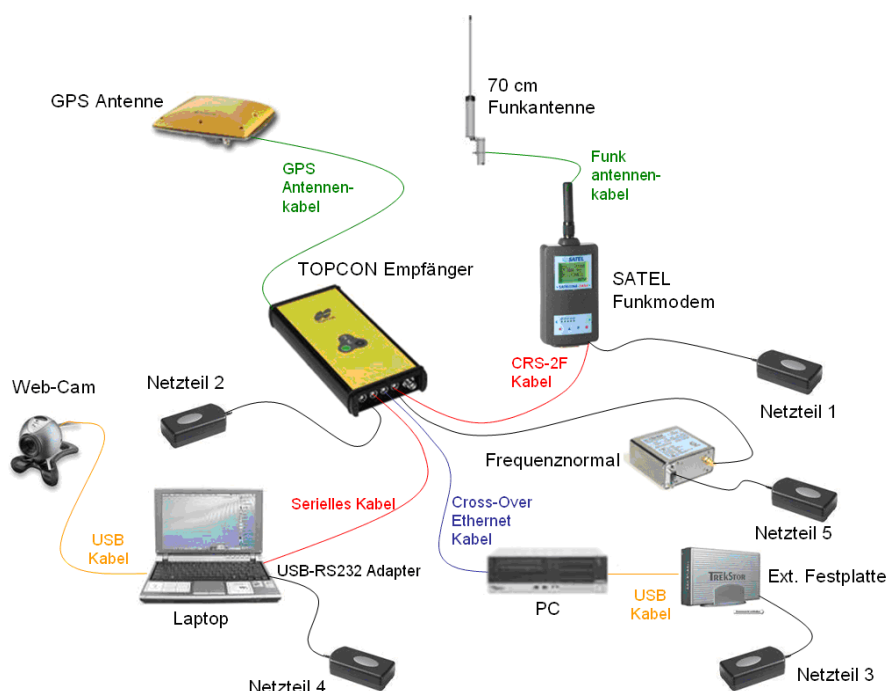 GPS Antenne
70 cm
Funkantenne
GPS
Antennen-
kabel
Funk
antennenkabel
TOPCON Empfänger
SATEL
SATEL
Funkmodem
CRS-2F
Kabel
Web-Cam
Netzteil 2
Netzteil 1
Frequenznormal
Serielles Kabel
Cross-Over
Ethernet
Kabel
Netzteil 5
USB
Kabel
USB-RS232 Adapter
TREKSTOR
Ext. Festplatte
Laptop
PC
USB
Kabel
Netzteil 4
Netzteil 3